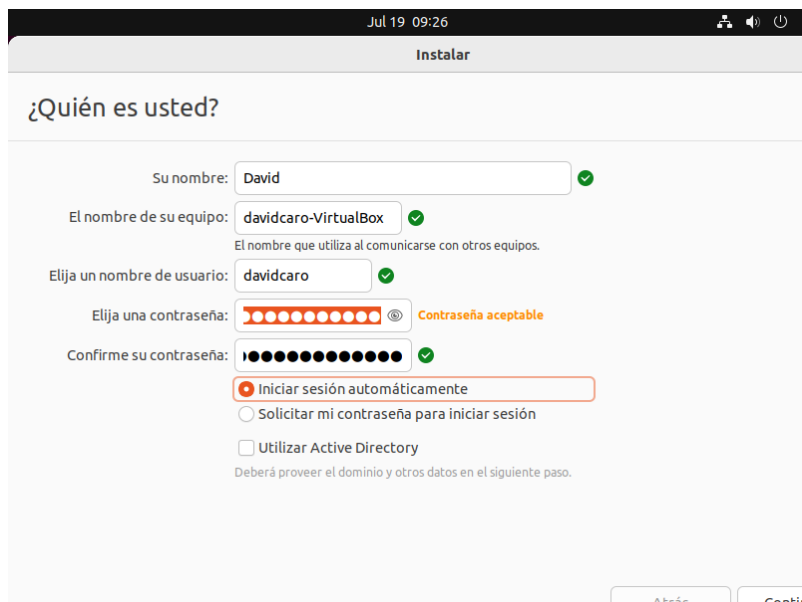 Jul 19 09:26
Instalar
¿Quién es usted?
Su nombre: David
El nombre de su equipo: davidcaro-VirtualBox
El nombre que utiliza al comunicarse con otros equipos.
Elija un nombre de usuario: davidcaro
Elija una contraseña: Contraseña aceptable
Confirme su contraseña:
Iniciar sesión automáticamente
Solicitar mi contraseña para iniciar sesión
Utilizar Active Directory
Deberá proveer el dominio y otros datos en el siguiente paso.
Atrás